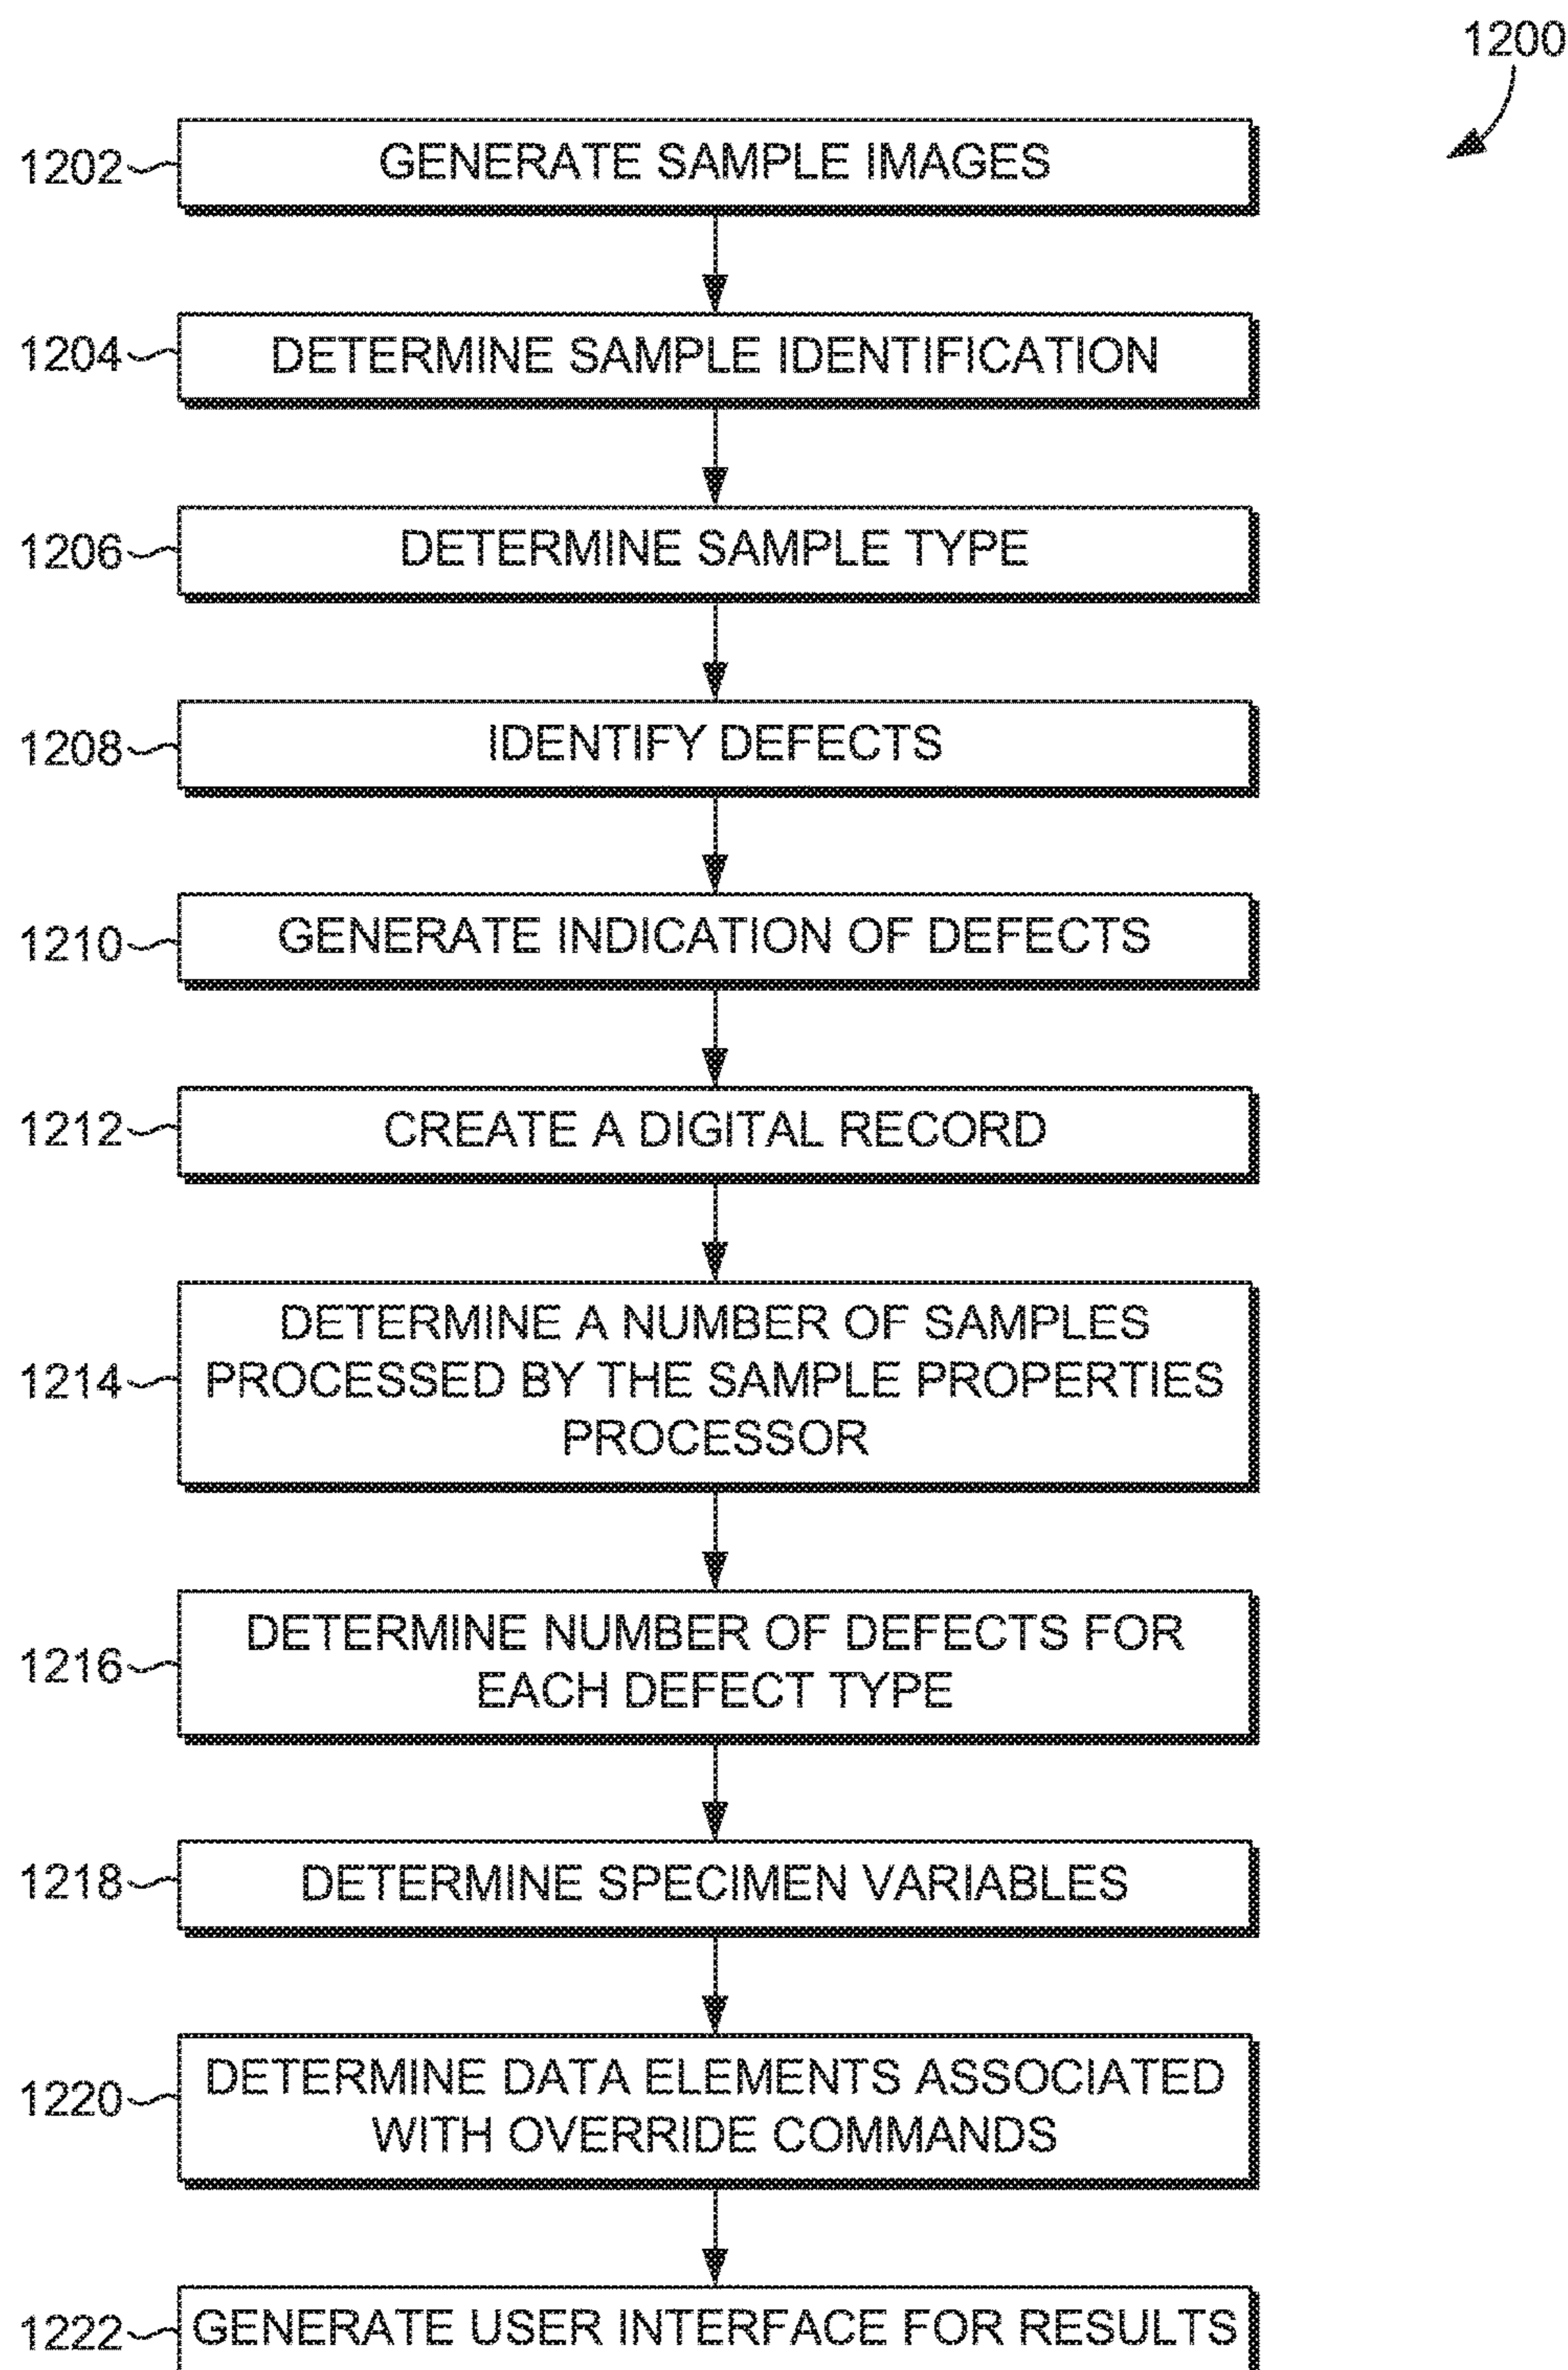 1200
1202 GENERATE SAMPLE IMAGES
1204 DETERMINE SAMPLE IDENTIFICATION
1206 DETERMINE SAMPLE TYPE
1208 IDENTIFY DEFECTS
1210 GENERATE INDICATION OF DEFECTS
1212 CREATE A DIGITAL RECORD
DETERMINE A NUMBER OF SAMPLES
1214 PROCESSED BY THE SAMPLE PROPERTIES
PROCESSOR
1216 DETERMINE NUMBER OF DEFECTS FOR
EACH DEFECT TYPE
1218 DETERMINE SPECIMEN VARIABLES
1220 DETERMINE DATA ELEMENTS ASSOCIATED
WITH OVERRIDE COMMANDS
1222 GENERATE USER INTERFACE FOR RESULTS